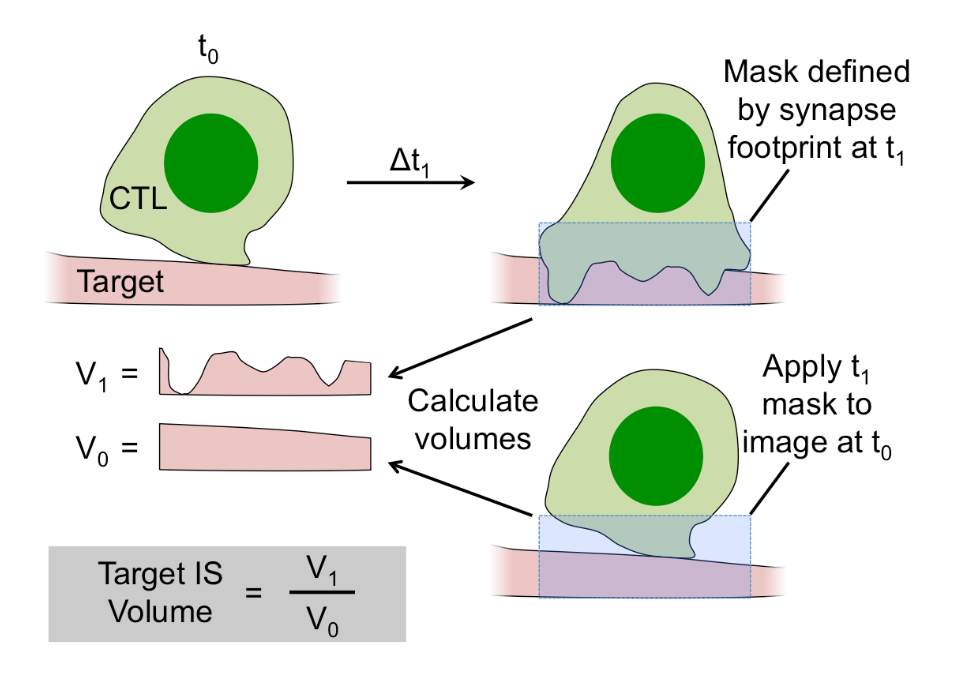 t₀
CTL
Target
Δt₁
Mask defined
by synapse
footprint at t₁
V₁ =
V₀ =
Calculate
volumes
Apply t₁
mask to
image at t₀
Target IS
Volume
=
V₁
V₀